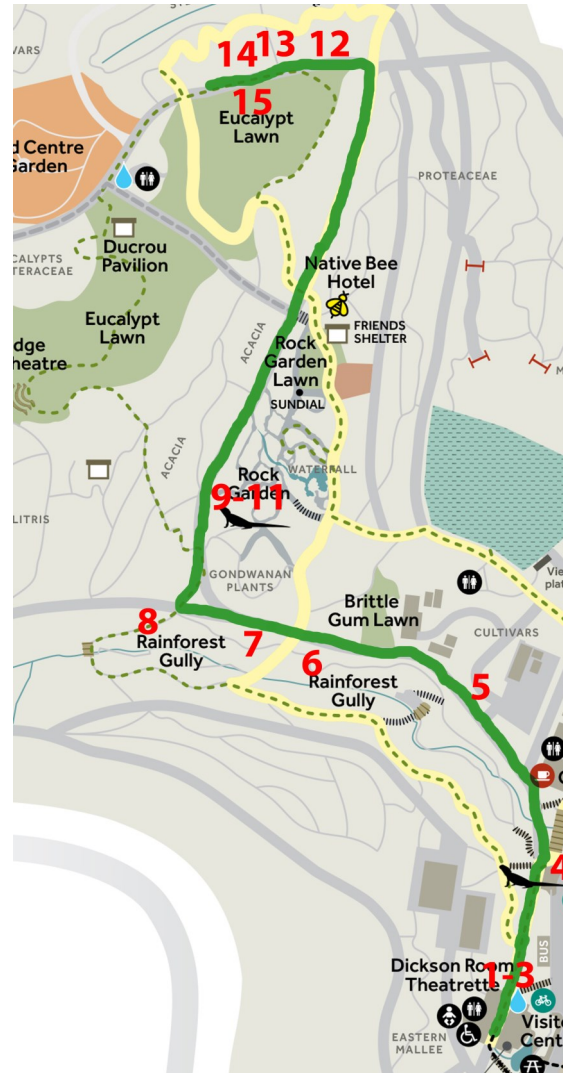 14 13 12
VARS
15
Eucalypt
Lawn
d Centre
Garden
PROTEACEAE
CALYPTS
TERACEAE
Ducrou
Pavilion
Native Bee
Hotel
FRIENDS
SHELTER
Eucalypt
Lawn
ACACIA
Rock
Garden
Lawn
SUNDIAL
dge
heatre
M
ACACIA
Rock
Garden
WATERFALL
9-11
LITRIS
GONDWANAN
PLANTS
Vie
plat
Brittle
Gum Lawn
CULTIVARS
8
Rainforest
Gully
7
6
Rainforest
Gully
5
C
4
BUS
Dickson Room
Theatrette
1-3
Visito
Cent
EASTERN
MALLEE